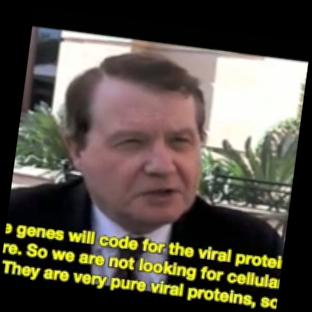 e genes will code for the viral protei
re. So we are not looking for cellula
They are very pure viral proteins, so